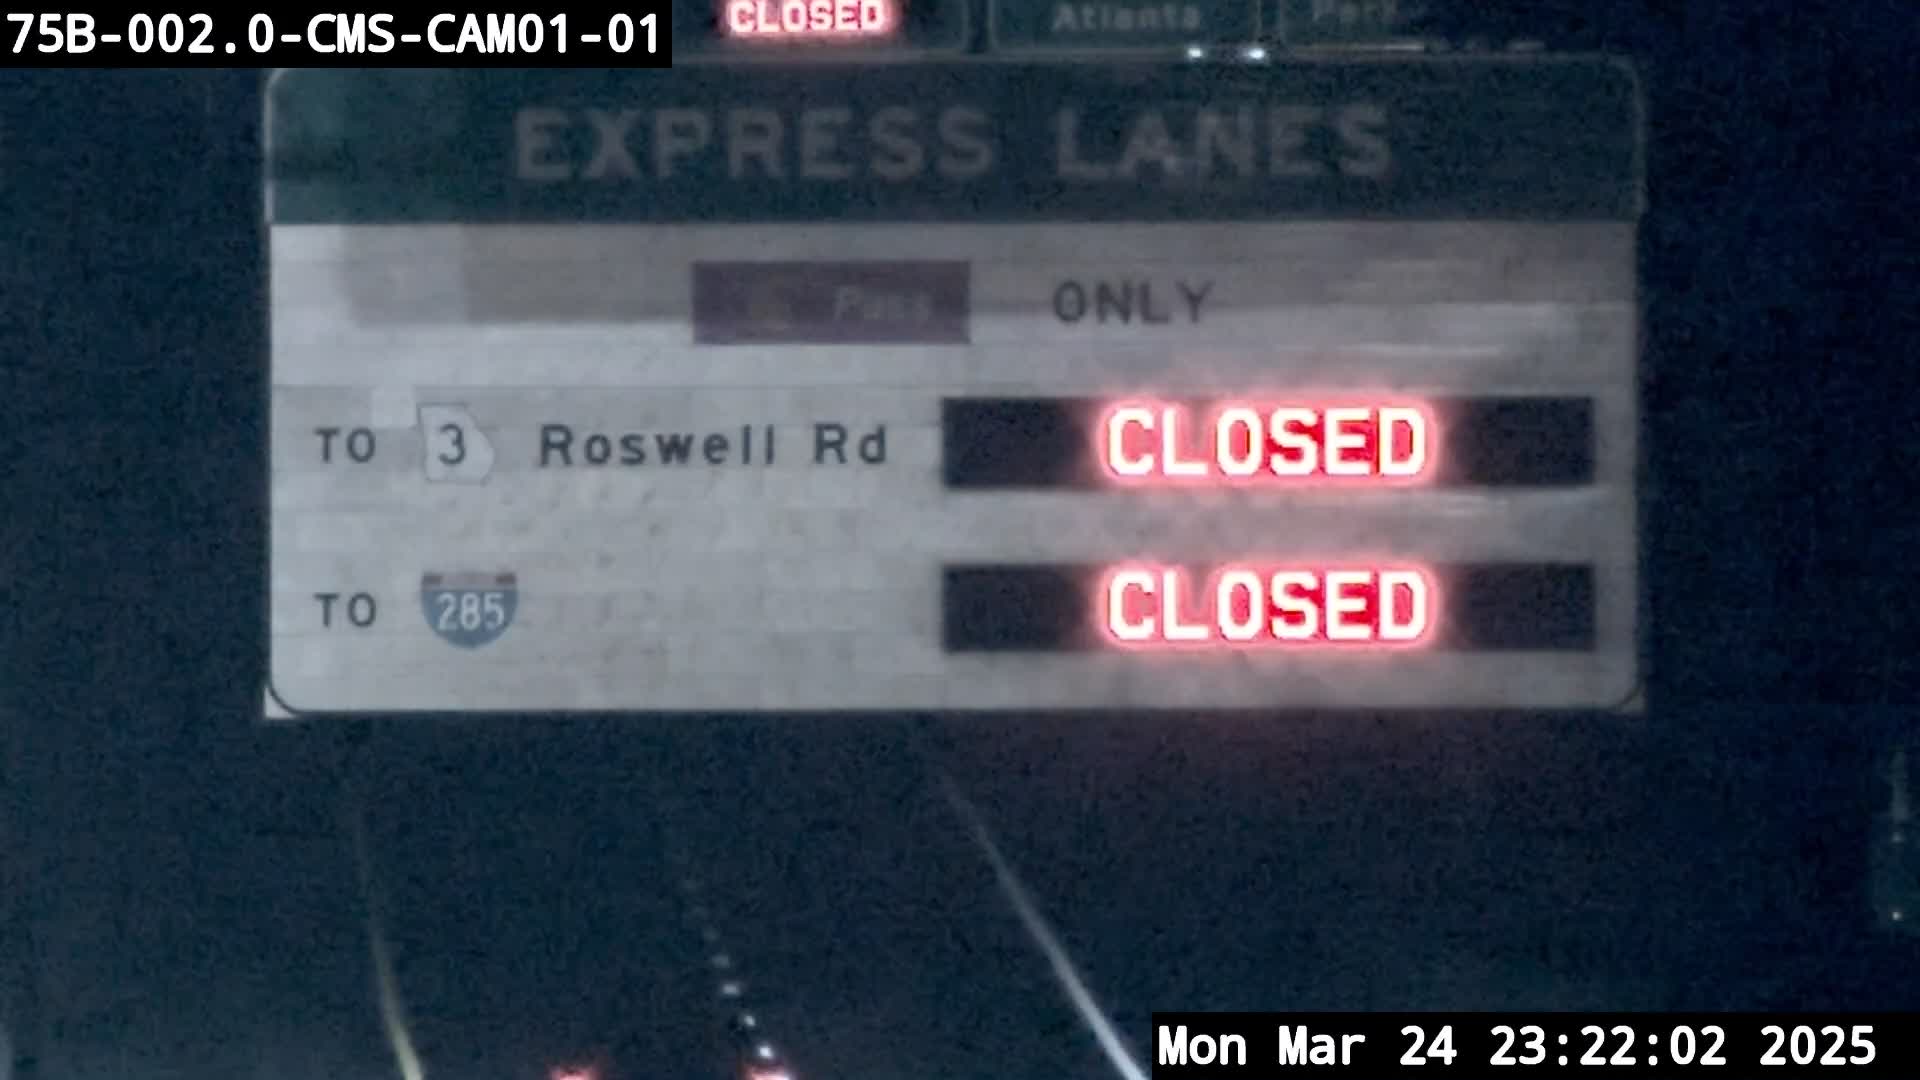 75B-002.0-CMS-CAM01-01
CLOSED
Atlanta
EXPRESS LANES
Pass ONLY
TO 3 Roswell Rd CLOSED
TO 285 CLOSED
Mon Mar 24 23:22:02 2025